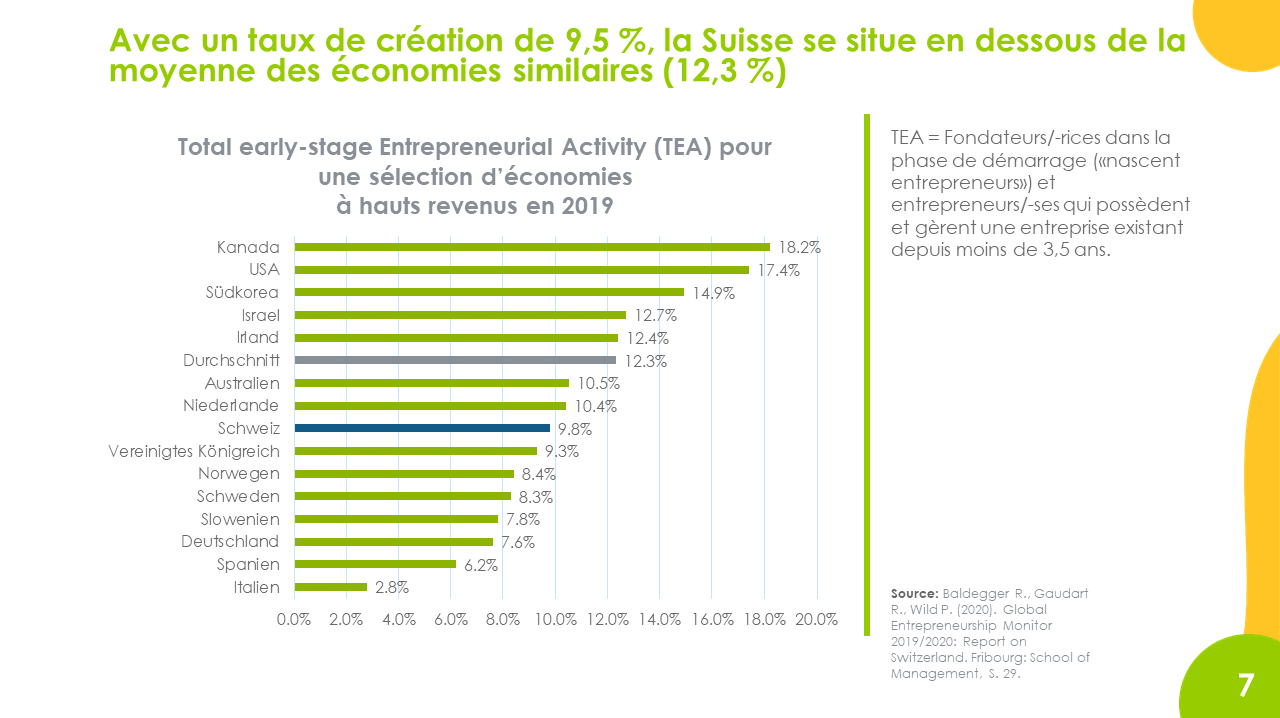 Avec un taux de création de 9,5 %, la Suisse se situe en dessous de la
moyenne des économies similaires (12,3 %)
Total early-stage Entrepreneurial Activity (TEA) pour
une sélection d’économies
à hauts revenus en 2019
Kanada 18.2%
USA 17.4%
Südkorea 14.9%
Israel 12.7%
Irland 12.4%
Durchschnitt 12.3%
Australien 10.5%
Niederlande 10.4%
Schweiz 9.8%
Vereinigtes Königreich 9.3%
Norwegen 8.4%
Schweden 8.3%
Slowenien 7.8%
Deutschland 7.6%
Spanien 6.2%
Italien 2.8%
0.0% 2.0% 4.0% 6.0% 8.0% 10.0% 12.0% 14.0% 16.0% 18.0% 20.0%
TEA = Fondateurs/-rices dans la
phase de démarrage («nascent
entrepreneurs») et
entrepreneurs/-ses qui possèdent
et gèrent une entreprise existant
depuis moins de 3,5 ans.
Source: Baldegger R., Gaudart
R., Wild P. (2020). Global
Entrepreneurship Monitor
2019/2020: Report on
Switzerland. Fribourg: School of
Management, S. 29.
7